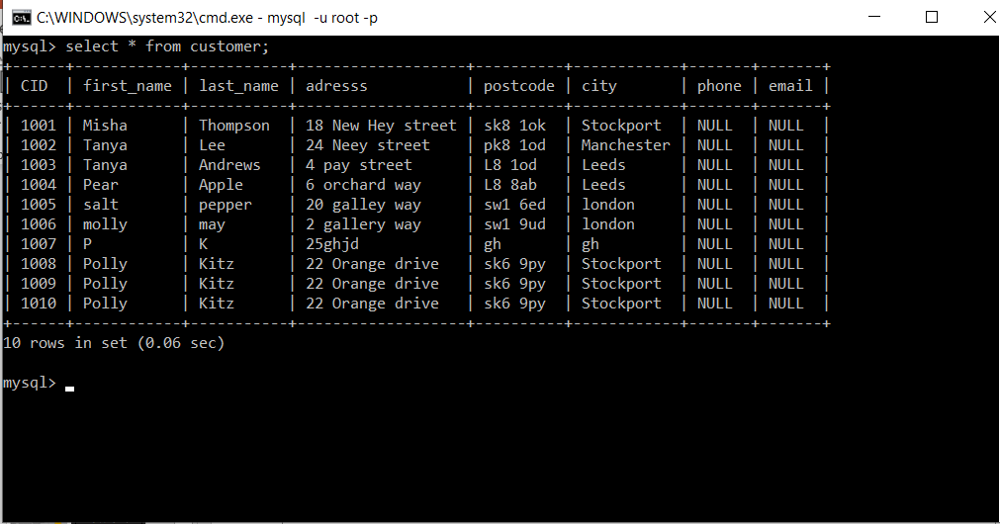 C:\WINDOWS\system32\cmd.exe - mysql  -u root -p
mysql> select * from customer;
+------+------------+-----------+-------------------+----------+------------+-------+-------+
| CID  | first_name | last_name | adresss           | postcode | city       | phone | email |
+------+------------+-----------+-------------------+----------+------------+-------+-------+
| 1001 | Misha      | Thompson  | 18 New Hey street | sk8 1ok  | Stockport  | NULL  | NULL  |
| 1002 | Tanya      | Lee       | 24 Neey street    | pk8 1od  | Manchester | NULL  | NULL  |
| 1003 | Tanya      | Andrews   | 4 pay street      | L8 1od   | Leeds      | NULL  | NULL  |
| 1004 | Pear       | Apple     | 6 orchard way     | L8 8ab   | Leeds      | NULL  | NULL  |
| 1005 | salt       | pepper    | 20 galley way     | sw1 6ed  | london     | NULL  | NULL  |
| 1006 | molly      | may       | 2 gallery way     | sw1 9ud  | london     | NULL  | NULL  |
| 1007 | P          | K         | 25ghjd            | gh       | gh         | NULL  | NULL  |
| 1008 | Polly      | Kitz      | 22 Orange drive   | sk6 9py  | Stockport  | NULL  | NULL  |
| 1009 | Polly      | Kitz      | 22 Orange drive   | sk6 9py  | Stockport  | NULL  | NULL  |
| 1010 | Polly      | Kitz      | 22 Orange drive   | sk6 9py  | Stockport  | NULL  | NULL  |
+------+------------+-----------+-------------------+----------+------------+-------+-------+
10 rows in set (0.06 sec)
mysql>